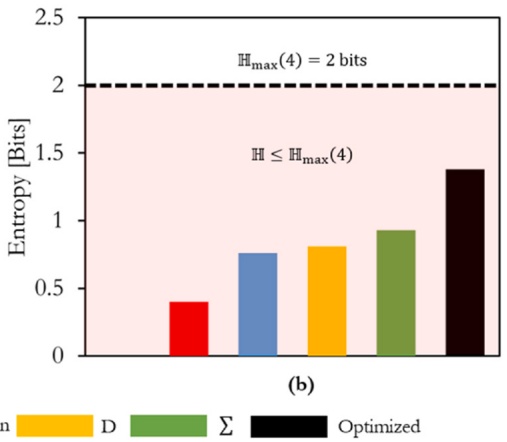 2.5
ℍmax(4) = 2 bits
2
1.5
ℍ ≤ ℍmax(4)
1
0.5
0
Entropy [Bits]
(b)
n D Σ Optimized